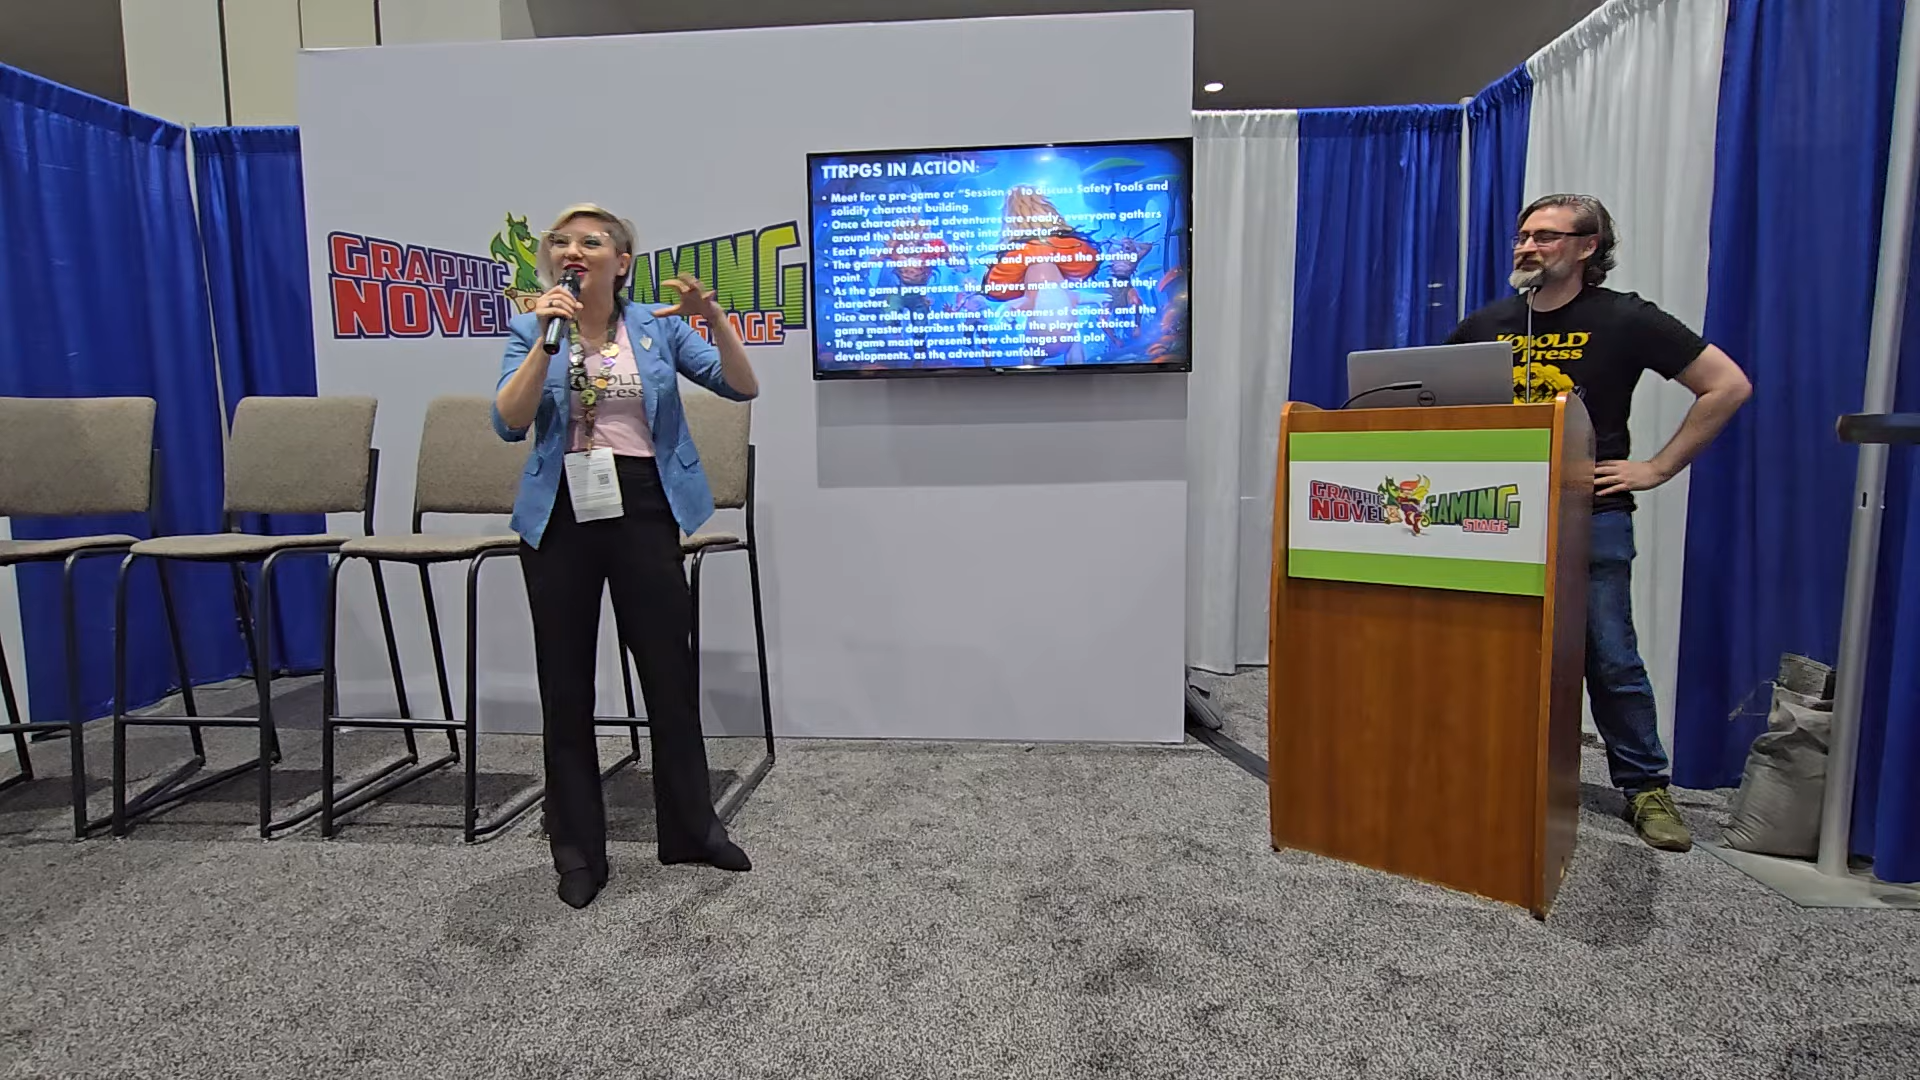 TTRPGS IN ACTION:
• Meet for a pre-game or "Session to discuss Safety Tools and
solidify character building.
• Once characters and adventures are ready, everyone gathers
around the table and "gets into character".
• Each player describes their character.
• The game master sets the scene and provides the starting
point.
• As the game progresses, the players make decisions for their
characters.
• Dice are rolled to determine the outcomes of actions, and the
game master describes the results of the player's choices.
• The game master presents new challenges and plot
developments, as the adventure unfolds.
GRAPHIC
NOVEL
GAMING
STAGE
KOBOLD
Press
DELL
GRAPHIC
NOVEL
GAMING
STAGE